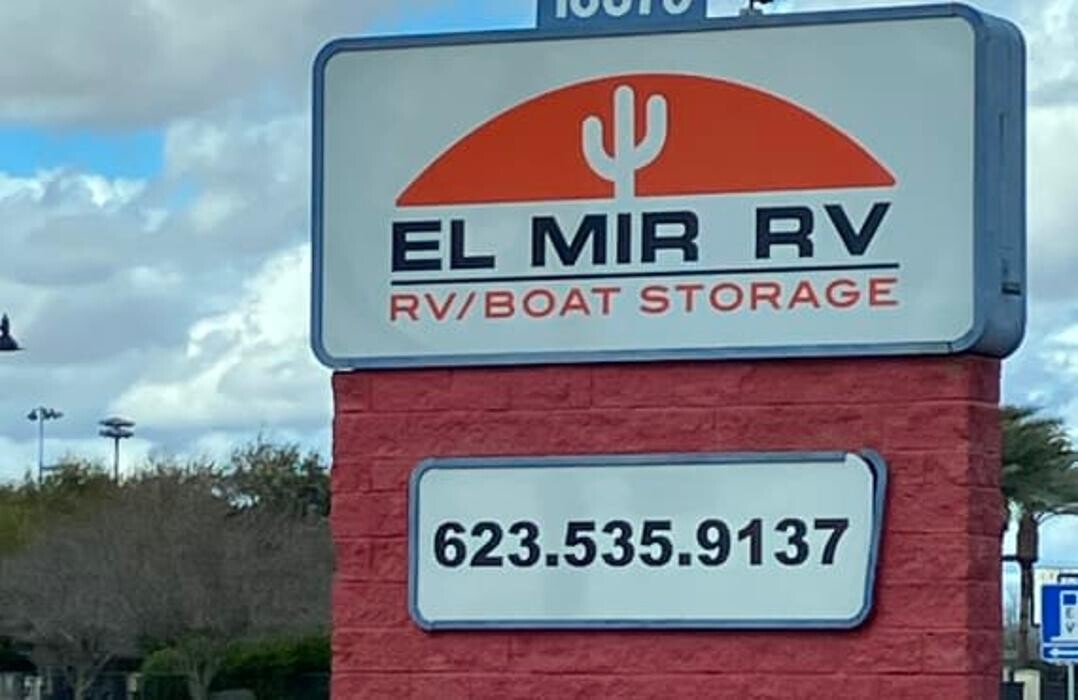 EL MIR RV
RV/BOAT STORAGE
623.535.9137